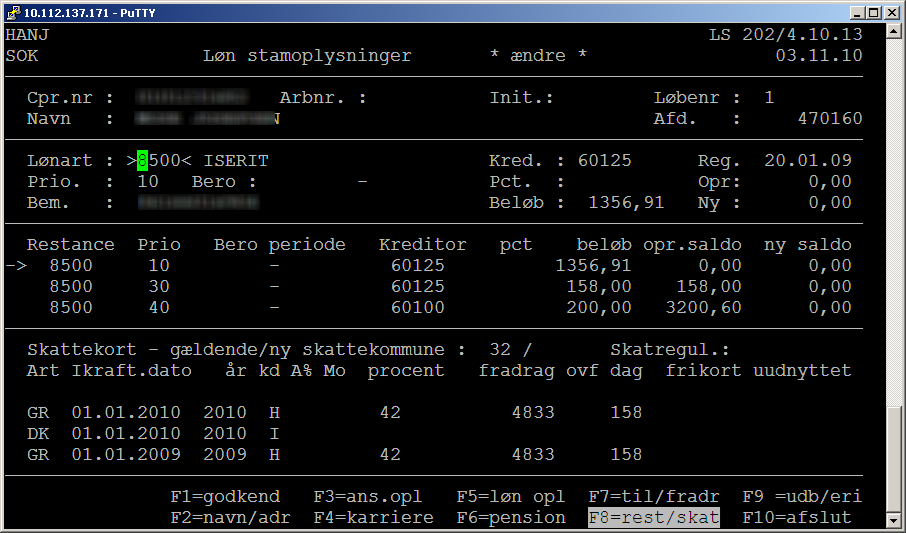 10.112.137.171 - PuTTY
HANJ LS 202/4.10.13
SOK Løn stamoplysninger * ændre * 03.11.10
Cpr.nr : Arbnr. : Init.: Løbenr : 1
Navn : Afd. : 470160
Lønart : >8500< ISERIT Kred. : 60125 Reg. 20.01.09
Prio. : 10 Bero : - Pct. : Opr: 0,00
Bem. : Beløb : 1356,91 Ny : 0,00
Restance Prio Bero periode Kreditor pct beløb opr.saldo ny saldo
-> 8500 10 - 60125 1356,91 0,00 0,00
8500 30 - 60125 158,00 158,00 0,00
8500 40 - 60100 200,00 3200,60 0,00
Skattekort - gældende/ny skattekommune : 32 / Skatregul.:
Art Ikraft.dato år kd A% Mo procent fradrag ovf dag frikort uudnyttet
GR 01.01.2010 2010 H 42 4833 158
DK 01.01.2010 2010 I
GR 01.01.2009 2009 H 42 4833 158
F1=godkend F3=ans.opl F5=løn opl F7=til/fradr F9 =udb/eri
F2=navn/adr F4=karriere F6=pension F8=rest/skat F10=afslut